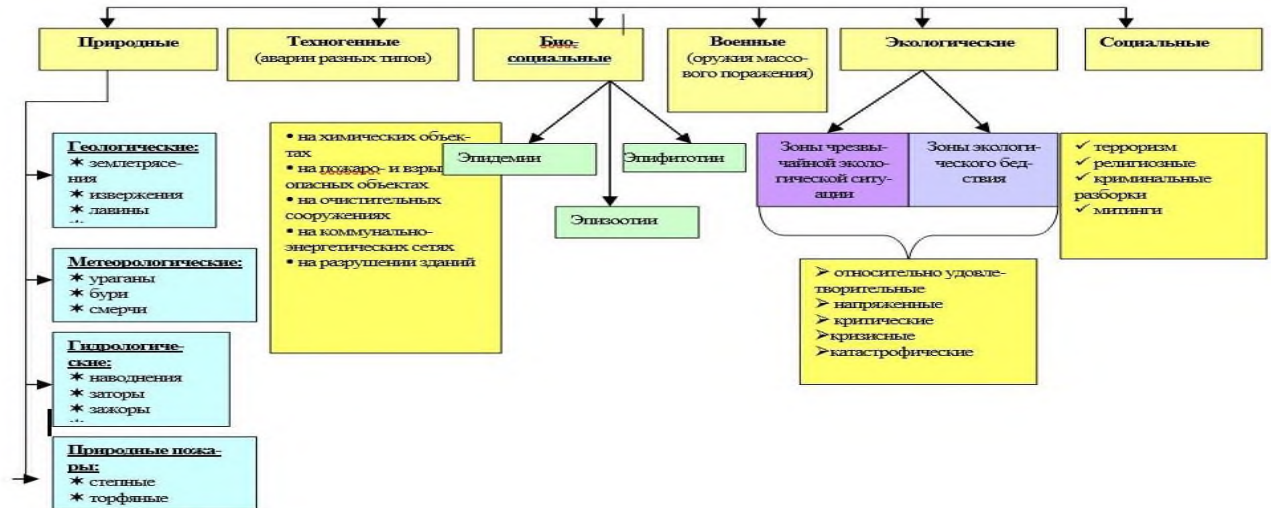 Природные
Техногенные
(аварии разных типов)
Био-
социальные
Военные
(оружия массо-
вого поражения)
Экологические
Социальные
Геологические:
✶ землетрясе-
ния
✶ извержения
✶ лавины
Метеорологические:
✶ ураганы
✶ бури
✶ смерчи
Гидрологиче-
ские:
✶ наводнения
✶ заторы
✶ зажоры
Природные пожа-
ры:
✶ степные
✶ торфяные
• на химических объек-
тах
• на пожаро- и взры
опасных объектах
• на очистительных
сооружениях
• на коммунально-
энергетических сетях
• на разрушении зданий
Эпидемии
Эпифитотии
Эпизоотии
Зоны чрезвы-
чайной эколо-
гической ситу-
ации
Зоны экологи-
ческого бед-
ствия
➢ относительно удовле-
творительные
➢ напряженные
➢ критические
➢кризисные
➢катастрофические
✓ терроризм
✓ религиозные
✓ криминальные
разборки
✓ митинги